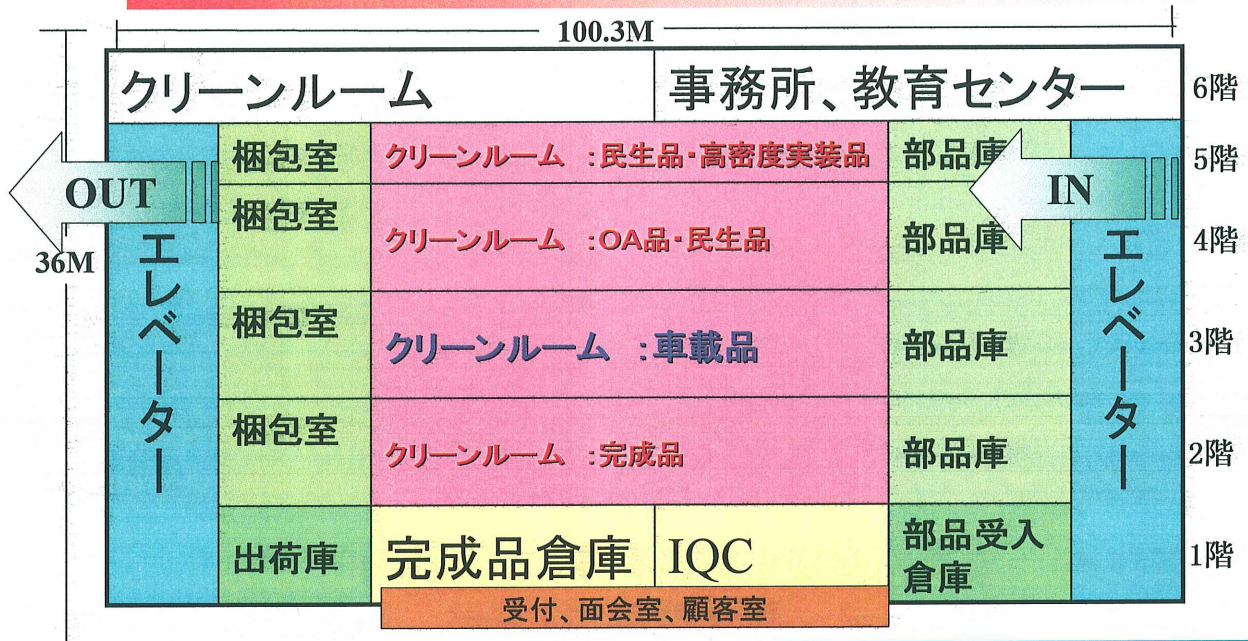 100.3M
クリーンルーム
事務所、教育センター
6階
梱包室
クリーンルーム :民生品・高密度実装品
部品庫
5階
OUT
IN
梱包室
クリーンルーム :OA品・民生品
部品庫
4階
36M
エレベーター
エレベーター
梱包室
クリーンルーム :車載品
部品庫
3階
梱包室
クリーンルーム :完成品
部品庫
2階
出荷庫
完成品倉庫
IQC
部品受入
倉庫
1階
受付、面会室、顧客室